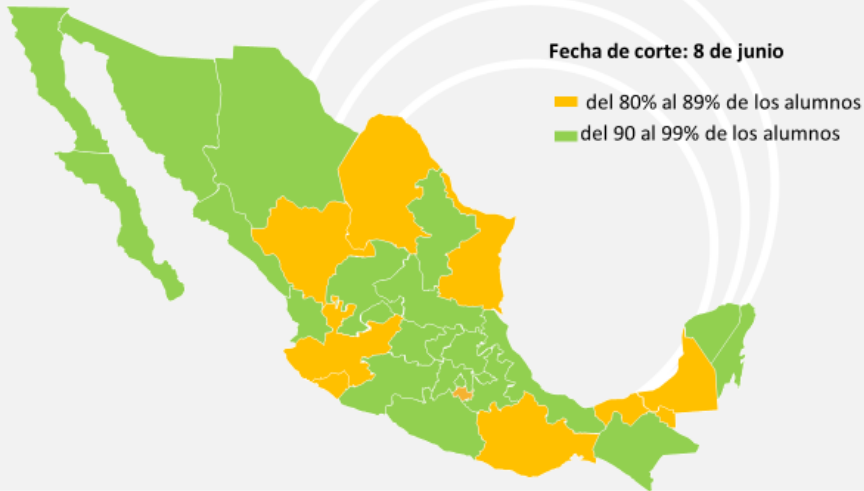 Fecha de corte: 8 de junio
del 80% al 89% de los alumnos
del 90 al 99% de los alumnos